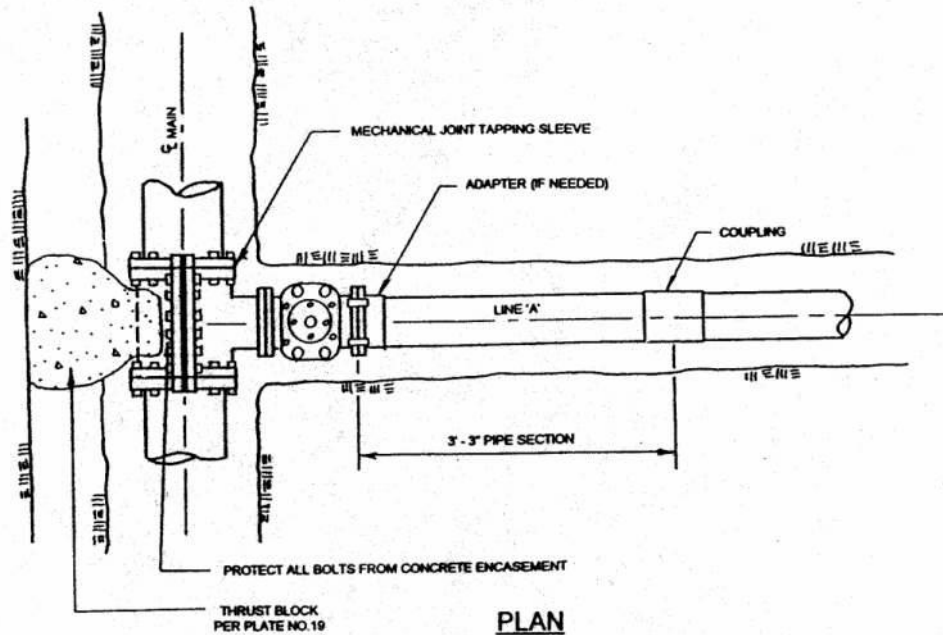 ℄ MAIN
MECHANICAL JOINT TAPPING SLEEVE
ADAPTER (IF NEEDED)
COUPLING
LINE 'A'
3' - 3" PIPE SECTION
PROTECT ALL BOLTS FROM CONCRETE ENCASEMENT
THRUST BLOCK
PER PLATE NO.19
PLAN